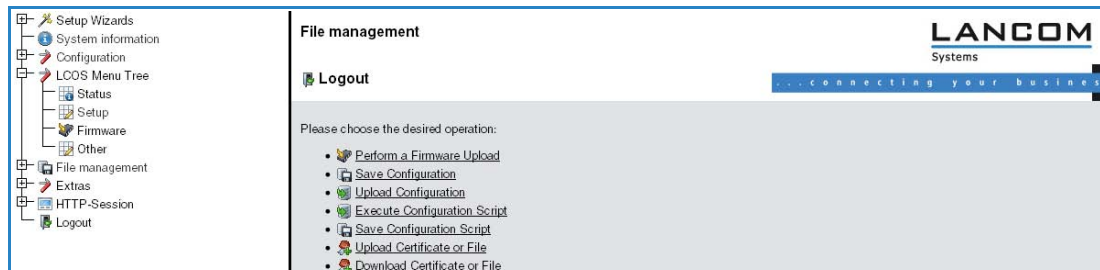 Setup Wizards
System information
Configuration
LCOS Menu Tree
Status
Setup
Firmware
Other
File management
Extras
HTTP-Session
Logout
File management
LANCOM
Systems
Logout
...connecting your busines
Please choose the desired operation:
Perform a Firmware Upload
Save Configuration
Upload Configuration
Execute Configuration Script
Save Configuration Script
Upload Certificate or File
Download Certificate or File